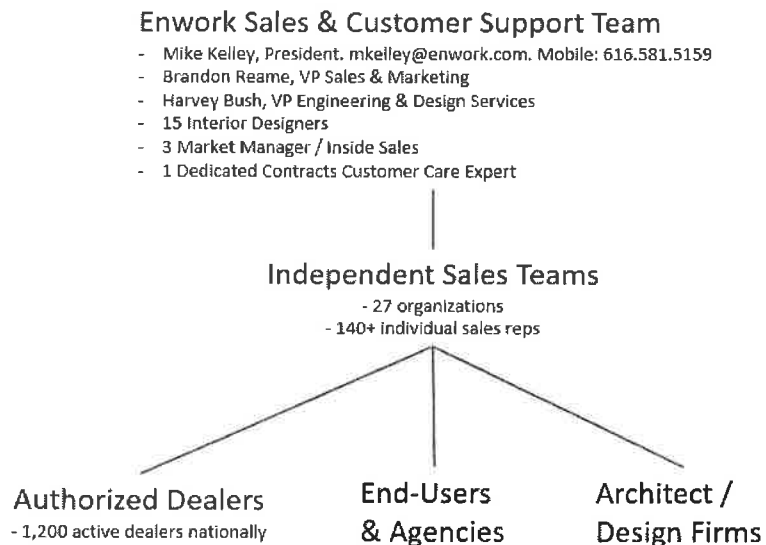 Enwork Sales & Customer Support Team
- Mike Kelley, President. mkelley@enwork.com. Mobile: 616.581.5159
- Brandon Reame, VP Sales & Marketing
- Harvey Bush, VP Engineering & Design Services
- 15 Interior Designers
- 3 Market Manager / Inside Sales
- 1 Dedicated Contracts Customer Care Expert
Independent Sales Teams
- 27 organizations
- 140+ individual sales reps
Authorized Dealers
- 1,200 active dealers nationally
End-Users
& Agencies
Architect /
Design Firms